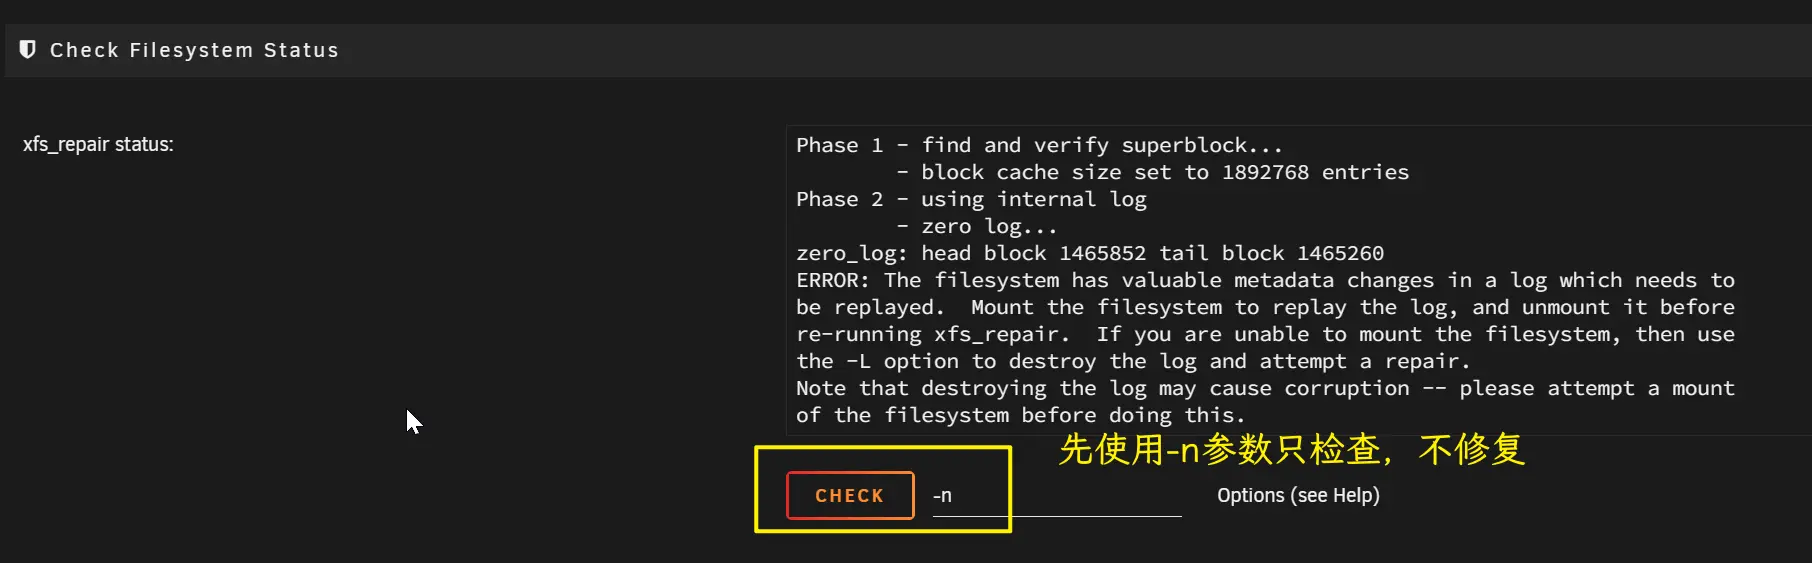 Check Filesystem Status
xfs_repair status:
Phase 1 - find and verify superblock...
        - block cache size set to 1892768 entries
Phase 2 - using internal log
        - zero log...
zero_log: head block 1465852 tail block 1465260
ERROR: The filesystem has valuable metadata changes in a log which needs to
be replayed.  Mount the filesystem to replay the log, and unmount it before
re-running xfs_repair.  If you are unable to mount the filesystem, then use
the -L option to destroy the log and attempt a repair.
Note that destroying the log may cause corruption -- please attempt a mount
of the filesystem before doing this.
先使用-n参数只检查，不修复
CHECK -n Options (see Help)